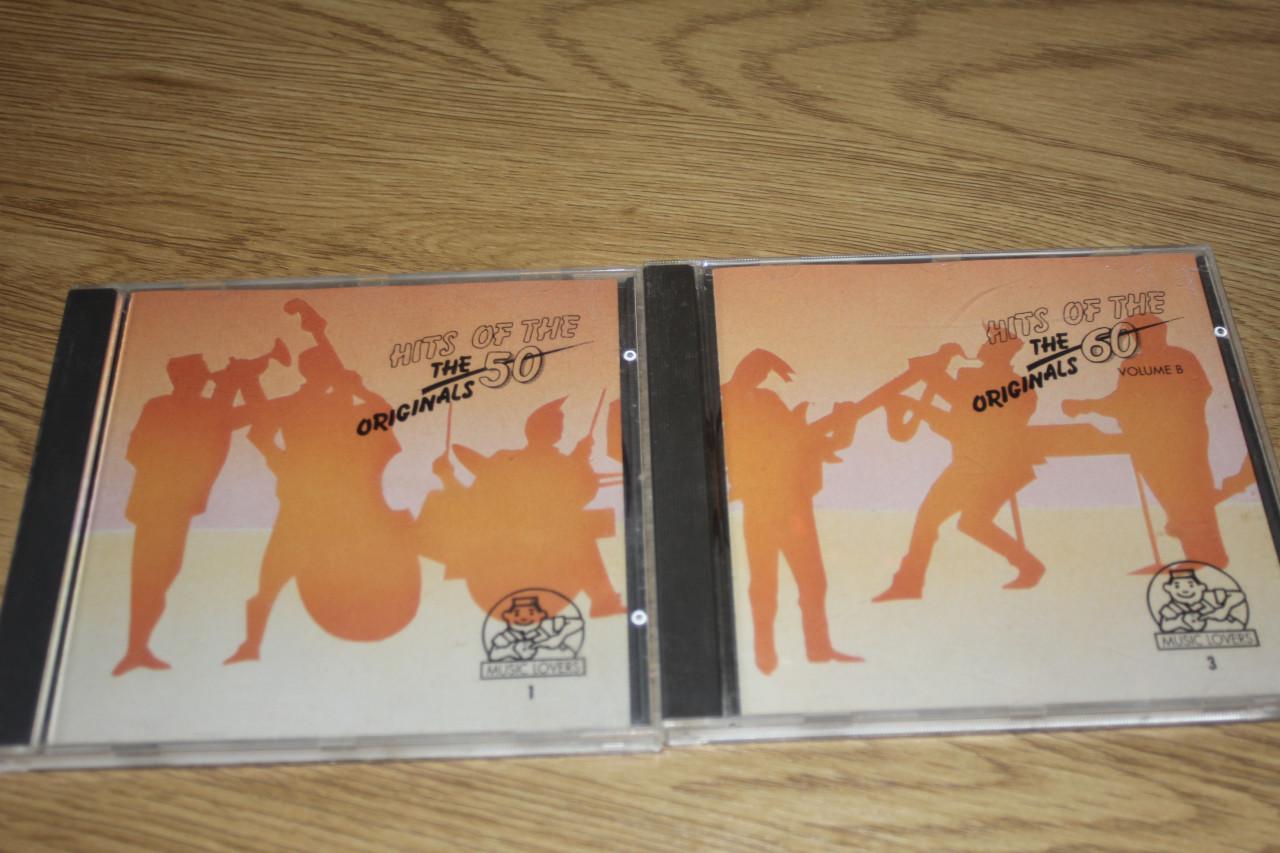 HITS OF THE
50
THE
ORIGINALS
MUSIC LOVERS
1
HITS OF THE
60
THE
ORIGINALS
VOLUME B
MUSIC LOVERS
3